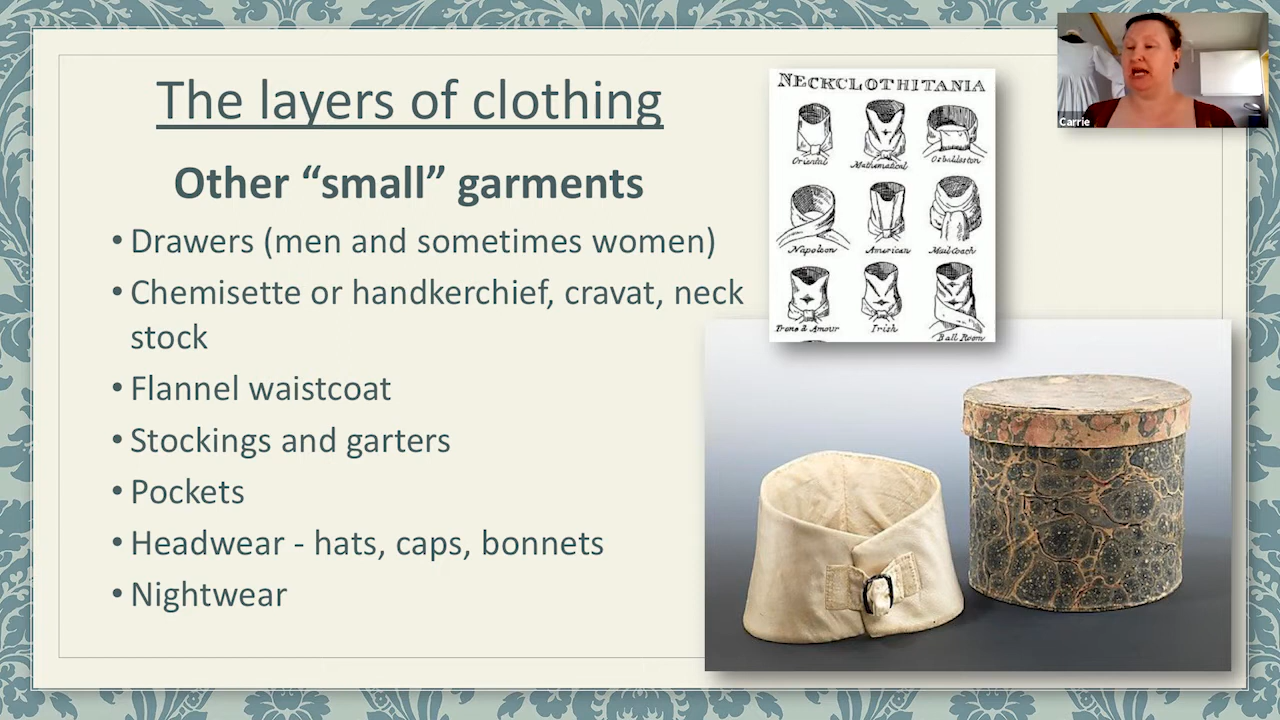 The layers of clothing
Other “small” garments
• Drawers (men and sometimes women)
• Chemisette or handkerchief, cravat, neck
stock
• Flannel waistcoat
• Stockings and garters
• Pockets
• Headwear - hats, caps, bonnets
• Nightwear
NECKCLOTHITANIA
Oriental
Mathematical
Osbaldeston
Napoleon
American
Mail Coach
Trone d Amour
Irish
Ball Room
Carrie